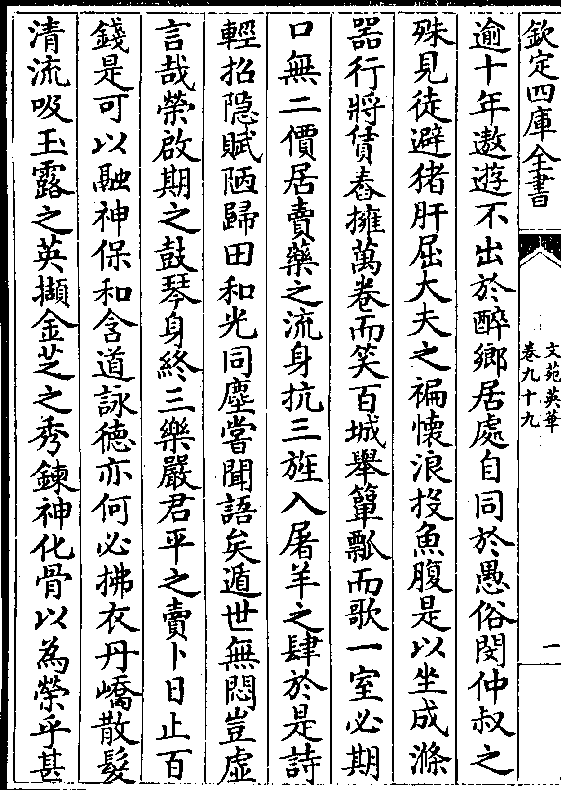 欽定四庫全書
文苑英華
卷九十九
一
逾十年遨遊不出於醉鄉居處自同於愚俗閔仲叔之
殊見徒避猪肝屈大夫之褊懷浪投魚腹是以坐成滌
器行將賃舂擁萬卷而笑百城舉簞瓢而歌一室必期
口無二價居賣藥之流身抗三旌入屠羊之肆於是詩
輕招隐賦陋歸田和光同塵嘗聞語矣遁世無悶豈虚
言哉榮啟期之鼓琴身終三樂嚴君平之賣卜日止百
錢是可以融神保和含道詠徳亦何必拂衣丹嶠散髮
清流吸玉露之英擷金芝之秀鍊神化骨以為榮乎甚